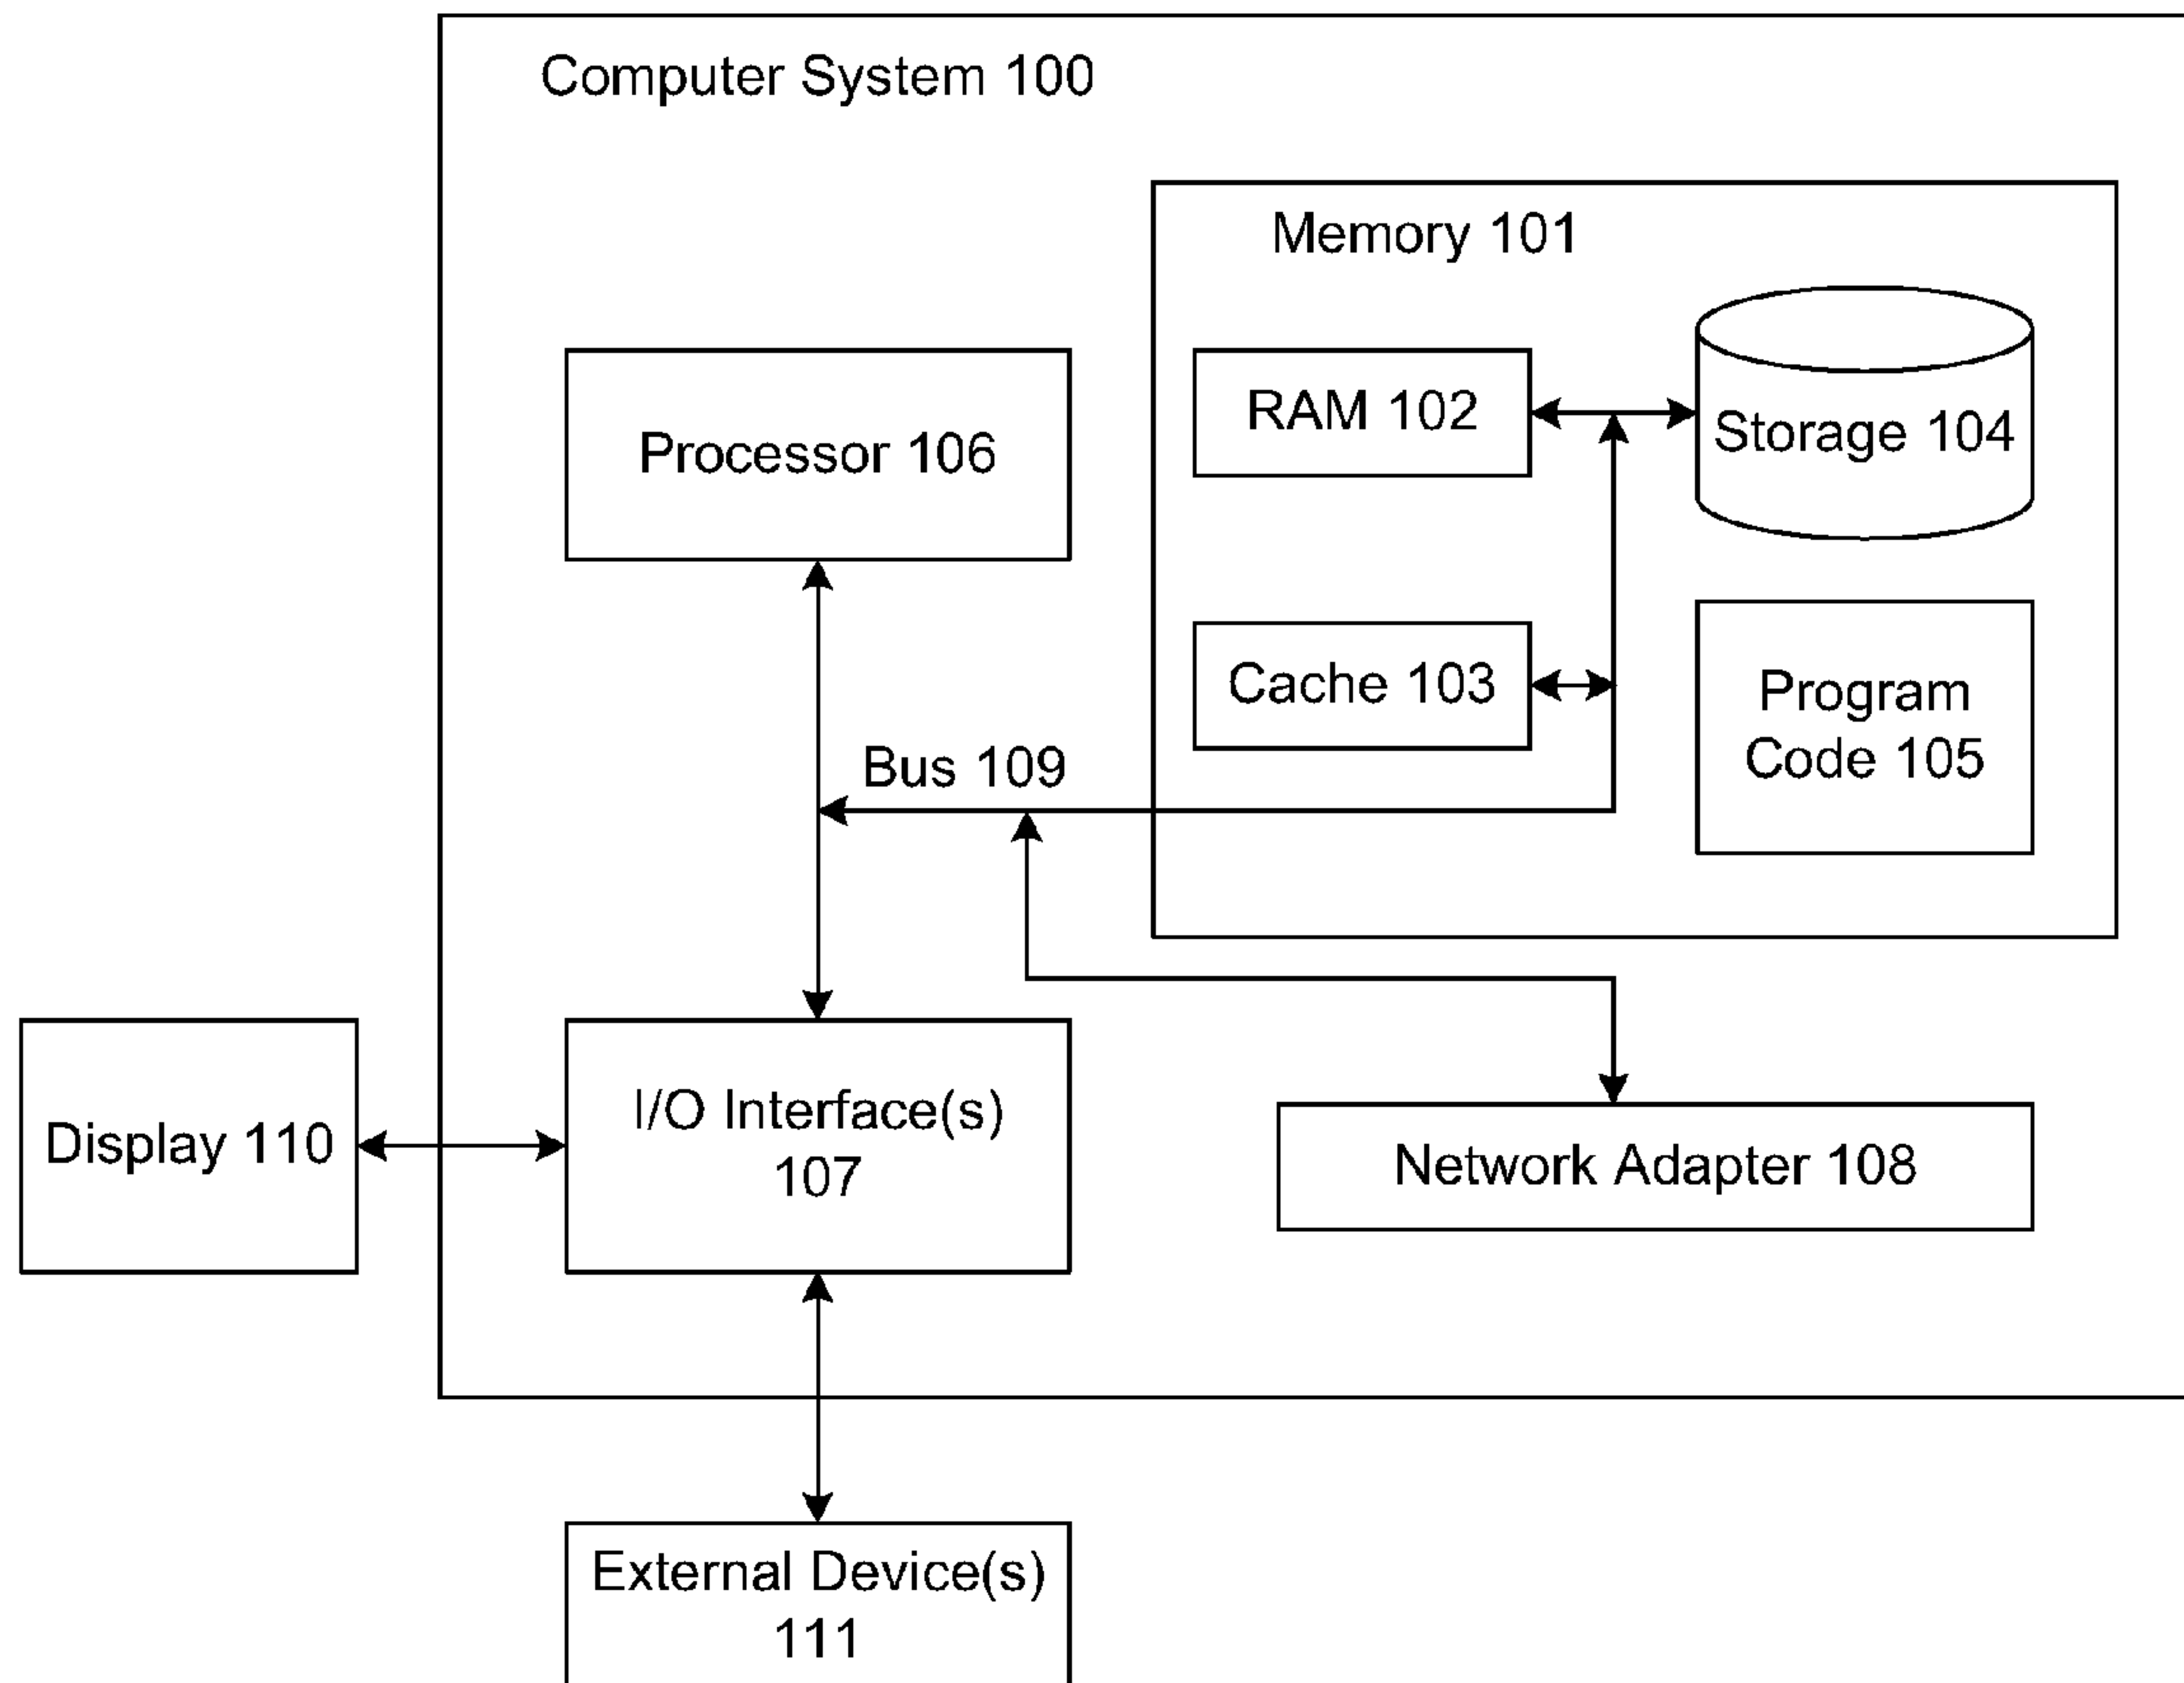 Computer System 100
Memory 101
RAM 102
Storage 104
Processor 106
Cache 103
Program
Code 105
Bus 109
Display 110
I/O Interface(s)
107
Network Adapter 108
External Device(s)
111